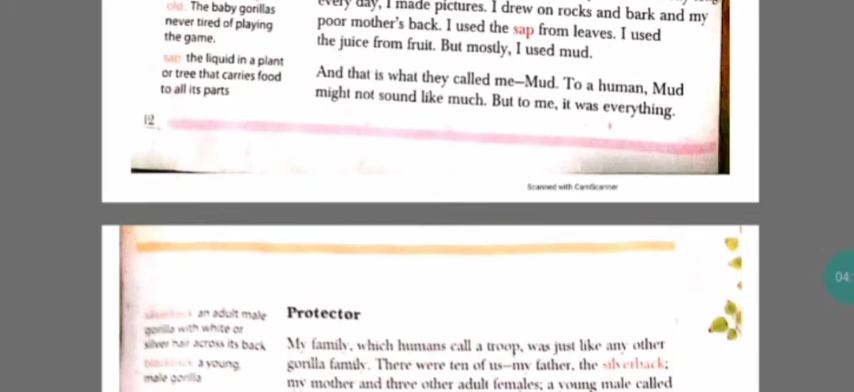 old. The baby gorillas
never tired of playing
the game.
sap the liquid in a plant
or tree that carries food
to all its parts
every day, I made pictures. I drew on rocks and bark and my
poor mother's back. I used the sap from leaves. I used
the juice from fruit. But mostly, I used mud.
And that is what they called me—Mud. To a human, Mud
might not sound like much. But to me, it was everything.
12
Scanned with CamScanner
silverback an adult male
gorilla with white or
silver hair across its back
blackback a young
male gorilla
Protector
My family, which humans call a troop, was just like any other
gorilla family. There were ten of us—my father, the silverback;
my mother and three other adult females; a young male called
04: